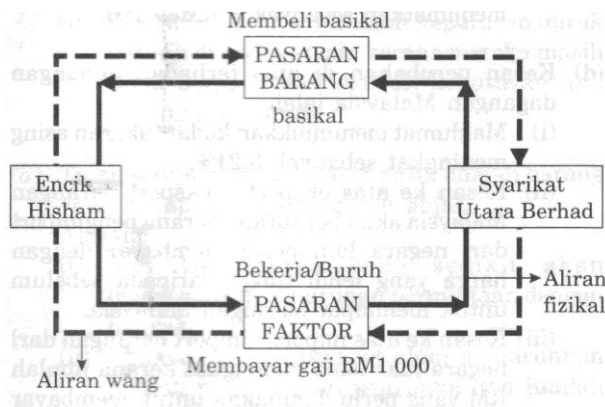 Membeli basikal
PASARAN
BARANG
basikal
Encik
Hisham
Syarikat
Utara Berhad
Bekerja/Buruh
PASARAN
FAKTOR
Aliran
fizikal
Membayar gaji RM1 000
Aliran wang